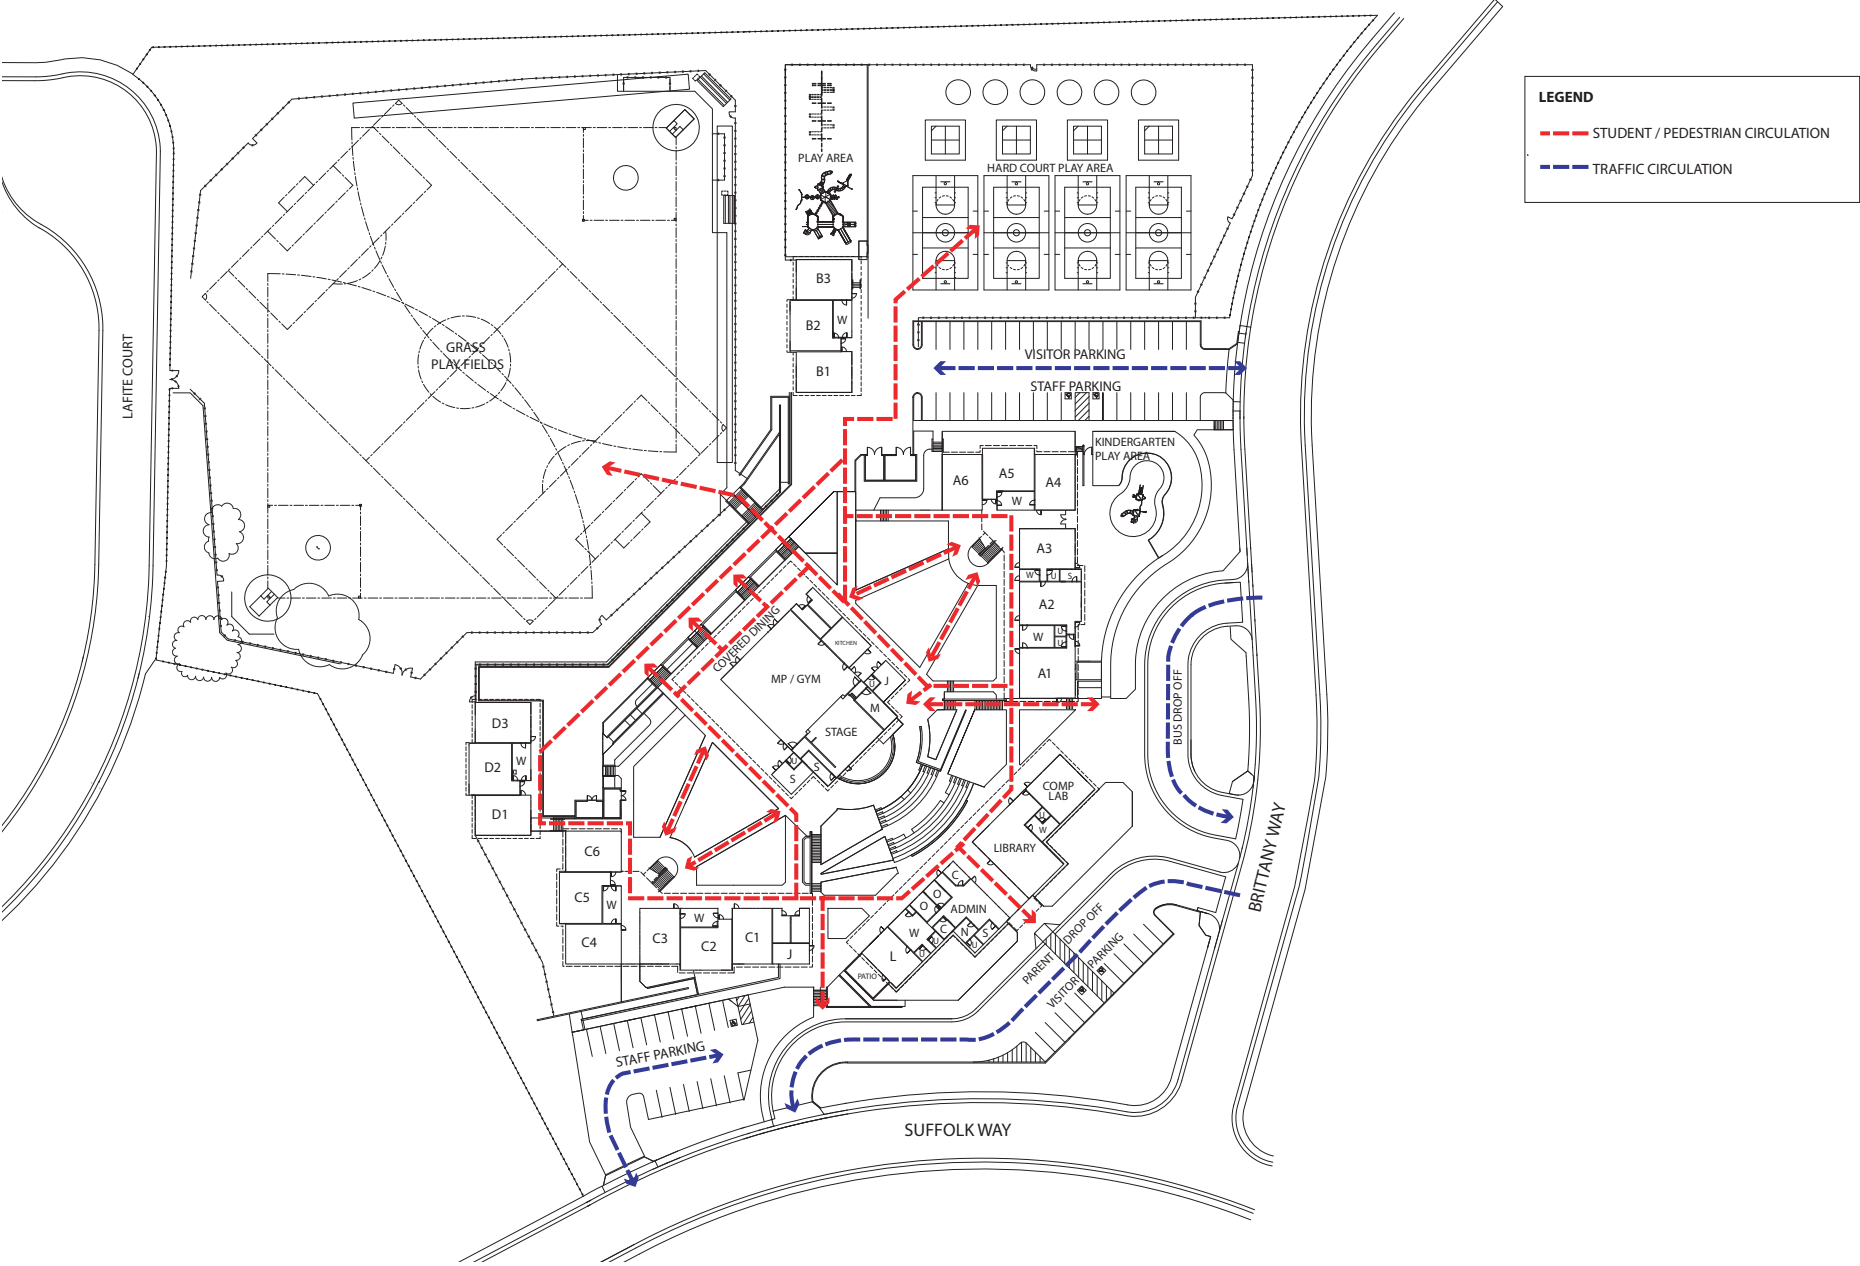 LEGEND
STUDENT / PEDESTRIAN CIRCULATION
TRAFFIC CIRCULATION
PLAY AREA
HARD COURT PLAY AREA
B3
B2
W
B1
LAFITE COURT
GRASS
PLAY FIELDS
VISITOR PARKING
STAFF PARKING
KINDERGARTEN
PLAY AREA
A6
A5
A4
W
A3
W
U
S
A2
W
U
U
A1
COVERED DINING
KITCHEN
MP / GYM
U
J
M
STAGE
U
S
S
BUS DROP OFF
D3
D2
W
D1
COMP
LAB
U
W
LIBRARY
BRITTANY WAY
C6
C5
W
C4
C3
W
C2
C1
J
C
O
O
ADMIN
W
C
N
S
U
U
U
L
PATIO
PARENT DROP OFF
VISITOR PARKING
STAFF PARKING
SUFFOLK WAY